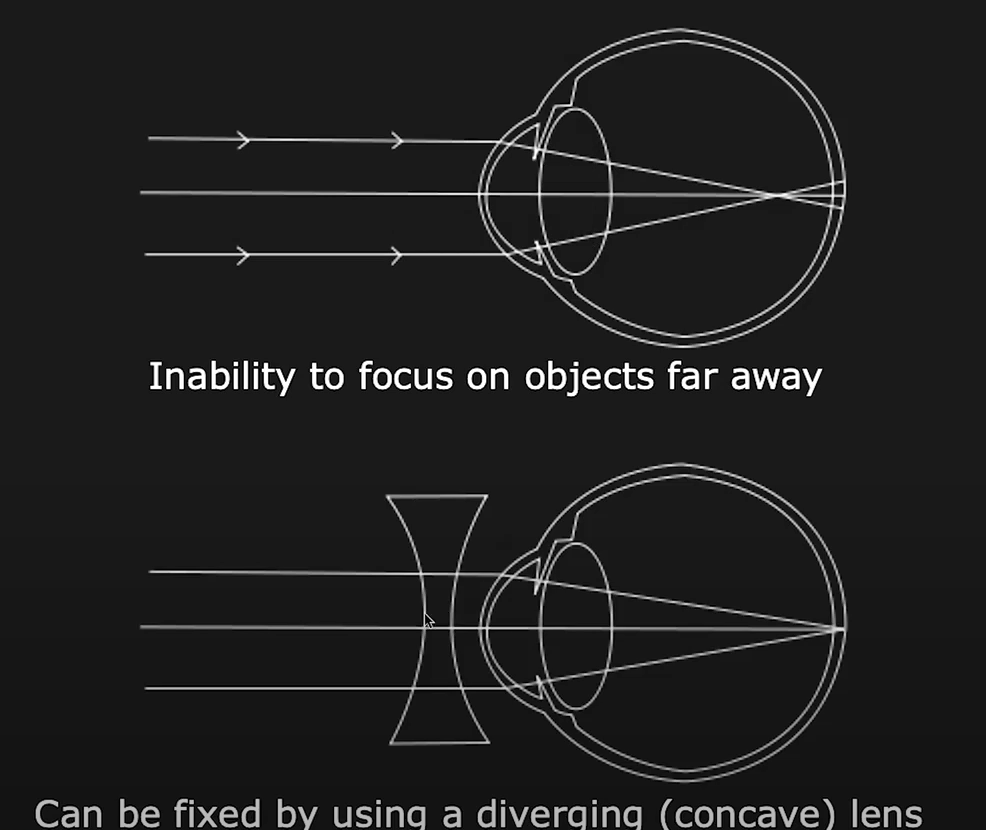 Inability to focus on objects far away
Can be fixed by using a diverging (concave) lens